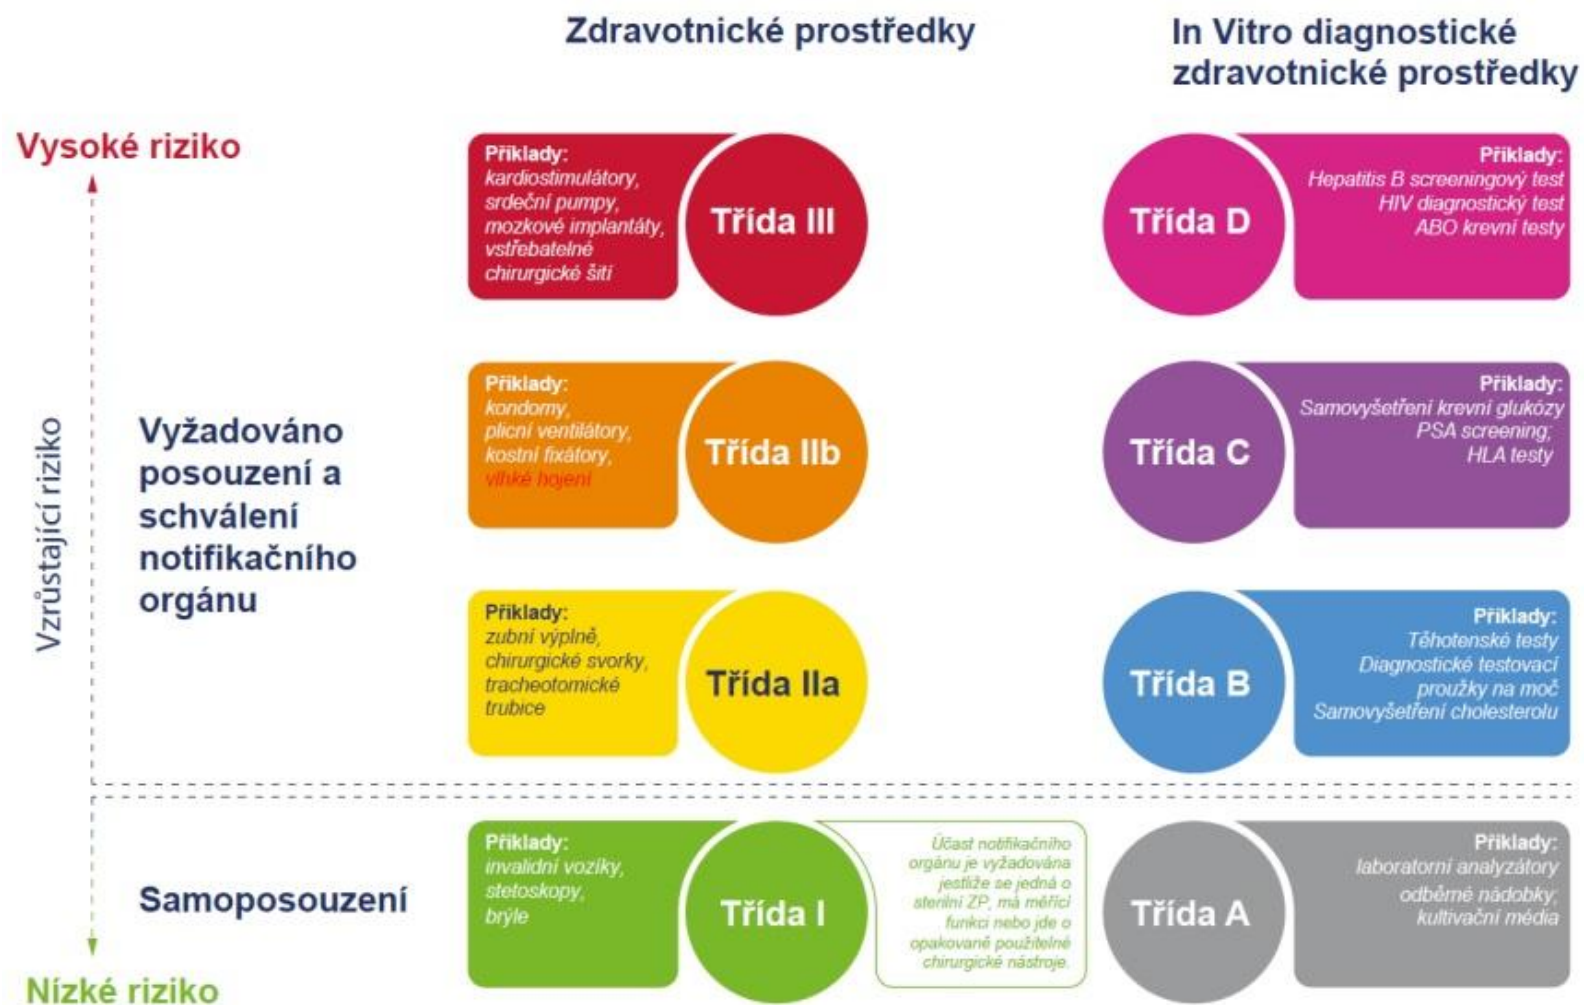 Zdravotnické prostředky
In Vitro diagnostické
zdravotnické prostředky
Vysoké riziko
Příklady:
kardiostimulátory,
srdeční pumpy,
mozkové implantáty,
vstřebatelné
chirurgické šití
Třída III
Třída D
Příklady:
Hepatitis B screeningový test
HIV diagnostický test
ABO krevní testy
Vzrůstající riziko
Vyžadováno
posouzení a
schválení
notifikačního
orgánu
Příklady:
kondomy,
plicní ventilátory,
kostní fixátory,
vlhké hojení
Třída IIb
Třída C
Příklady:
Samovyšetření krevní glukózy
PSA screening;
HLA testy
Příklady:
zubní výplně,
chirurgické svorky,
tracheotomické
trubice
Třída IIa
Třída B
Příklady:
Těhotenské testy
Diagnostické testovací
proužky na moč
Samovyšetření cholesterolu
Samoposouzení
Příklady:
invalidní vozíky,
stetoskopy,
brýle
Třída I
Účast notifikačního
orgánu je vyžadována
jestliže se jedná o
sterilní ZP, má měřící
funkci nebo jde o
opakovaně použitelné
chirurgické nástroje.
Třída A
Příklady:
laboratorní analyzátory
odběrné nádobky;
kultivační média
Nízké riziko